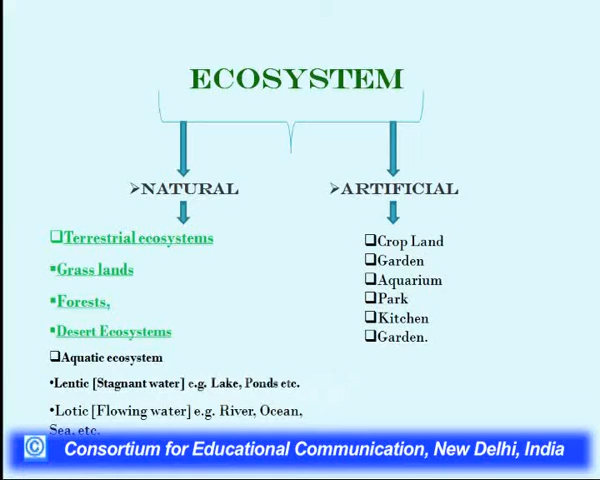 ECOSYSTEM
➢NATURAL
➢ARTIFICIAL
❑Terrestrial ecosystems
▪Grass lands
▪Forests,
▪Desert Ecosystems
❑Aquatic ecosystem
•Lentic [Stagnant water] e.g. Lake, Ponds etc.
•Lotic [Flowing water] e.g. River, Ocean,
Sea, etc.
❑Crop Land
❑Garden
❑Aquarium
❑Park
❑Kitchen
❑Garden.
© Consortium for Educational Communication, New Delhi, India